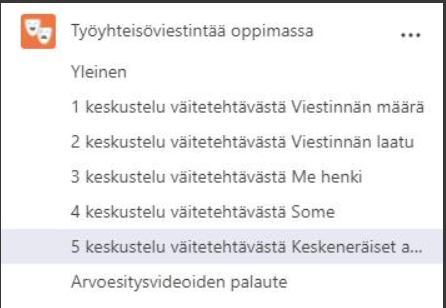 Työyhteisöviestintää oppimassa ...
Yleinen
1 keskustelu väitetehtävästä Viestinnän määrä
2 keskustelu väitetehtävästä Viestinnän laatu
3 keskustelu väitetehtävästä Me henki
4 keskustelu väitetehtävästä Some
5 keskustelu väitetehtävästä Keskeneräiset a...
Arvoesitysvideoiden palaute